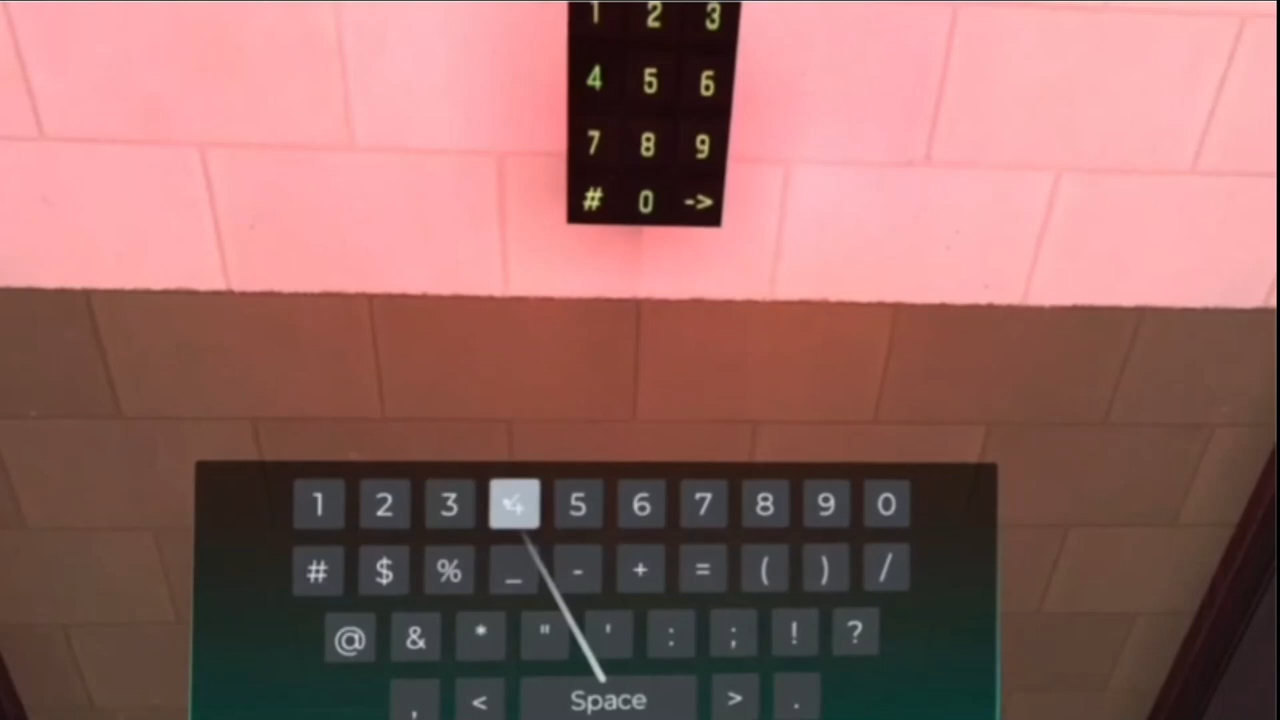 1 2 3
4 5 6
7 8 9
# 0 ->
1 2 3 4 5 6 7 8 9 0
# $ % _ - + = ( ) /
@ & * " ' : ; ! ?
, < Space > .